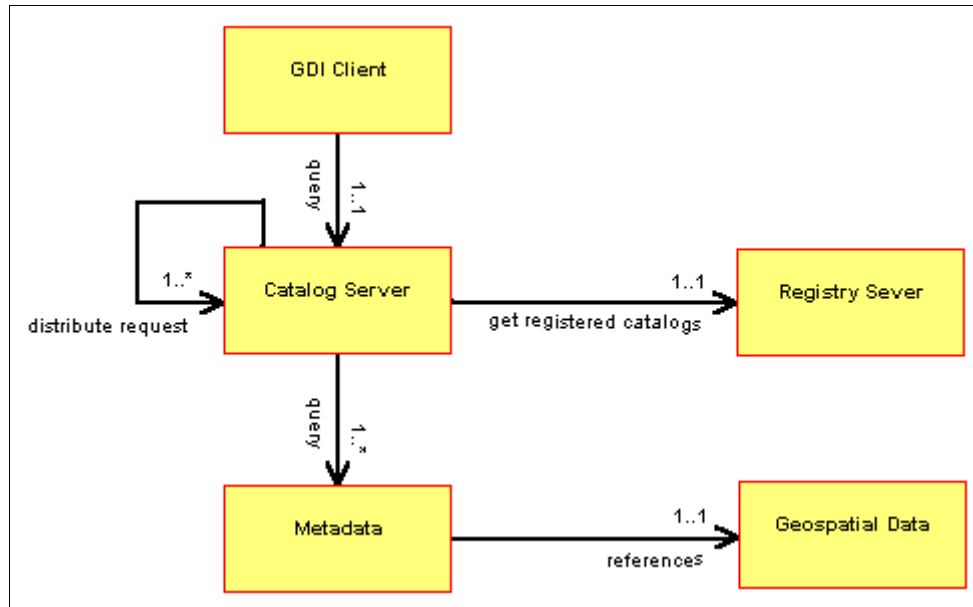 GDI Client
query
1..1
1..*
Catalog Server
distribute request
1..1
Registry Sever
get registered catalogs
query
1..*
Metadata
1..1
Geospatial Data
references